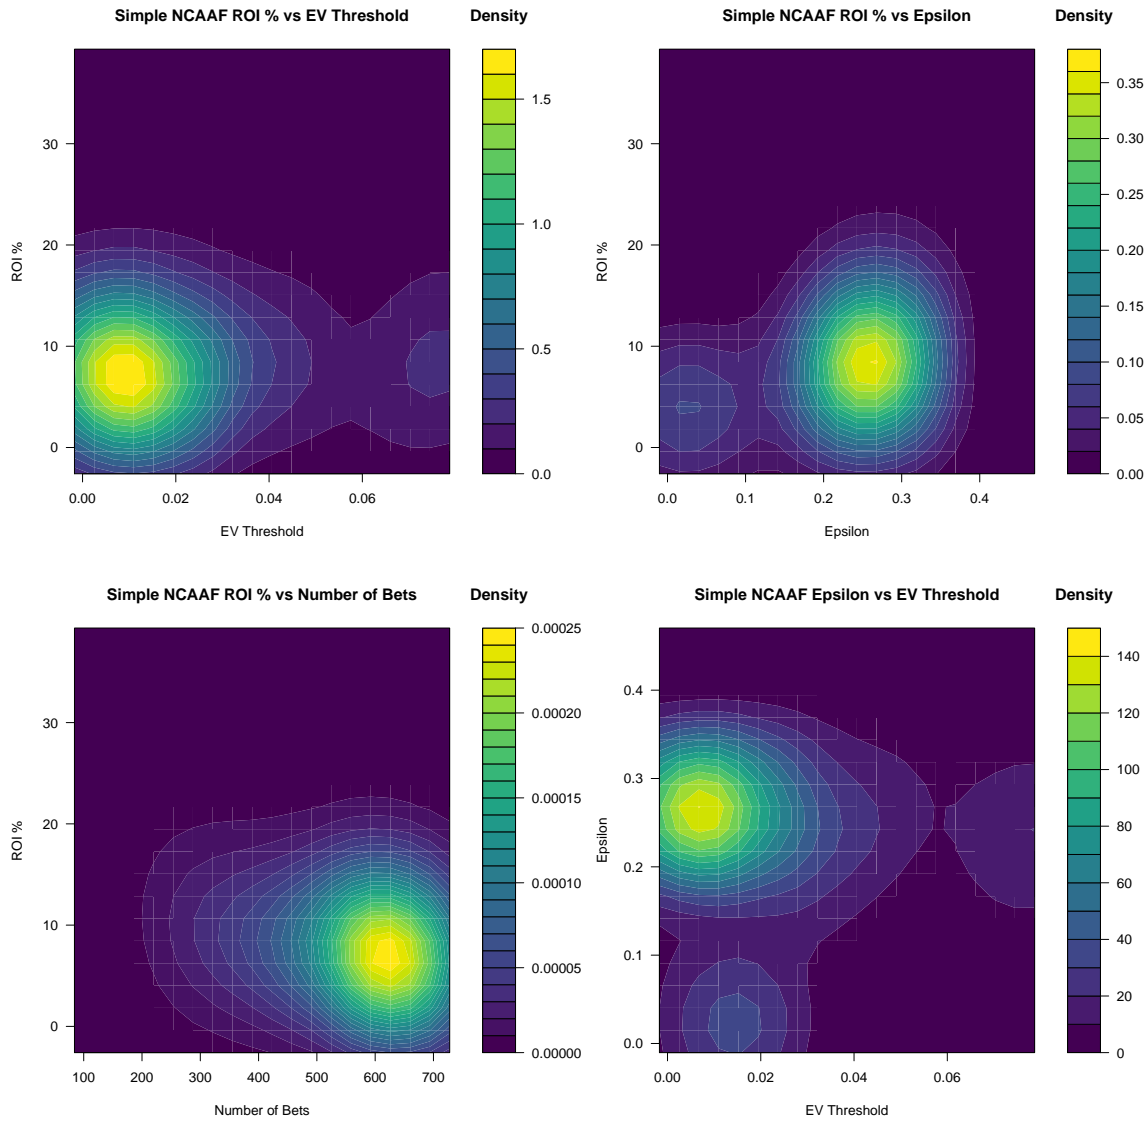 Simple NCAAF ROI % vs EV Threshold
Density
ROI %
30
20
10
0
0.00 0.02 0.04 0.06
EV Threshold
1.5
1.0
0.5
0.0
Simple NCAAF ROI % vs Epsilon
Density
ROI %
30
20
10
0
0.0 0.1 0.2 0.3 0.4
Epsilon
0.35
0.30
0.25
0.20
0.15
0.10
0.05
0.00
Simple NCAAF ROI % vs Number of Bets
Density
ROI %
30
20
10
0
100 200 300 400 500 600 700
Number of Bets
0.00025
0.00020
0.00015
0.00010
0.00005
0.00000
Simple NCAAF Epsilon vs EV Threshold
Density
Epsilon
0.4
0.3
0.2
0.1
0.0
0.00 0.02 0.04 0.06
EV Threshold
140
120
100
80
60
40
20
0